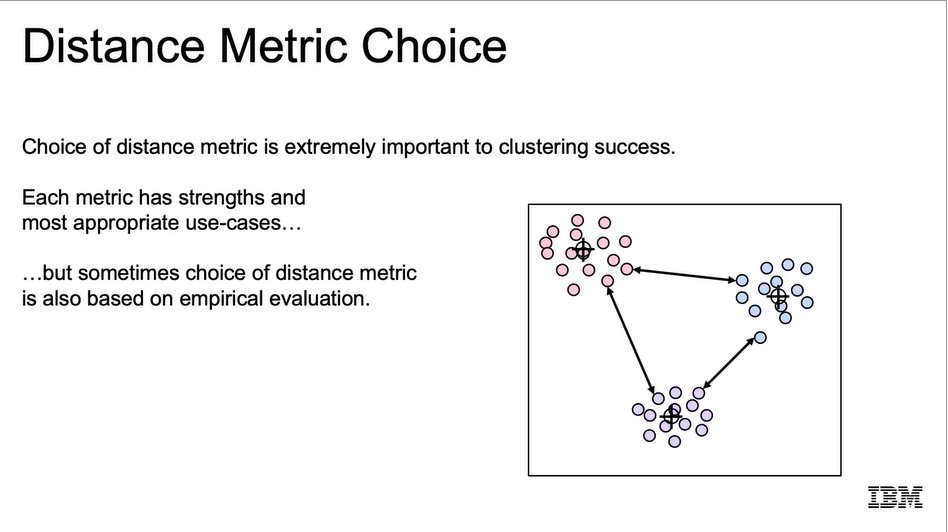 Distance Metric Choice
Choice of distance metric is extremely important to clustering success.
Each metric has strengths and
most appropriate use-cases…
…but sometimes choice of distance metric
is also based on empirical evaluation.
IBM